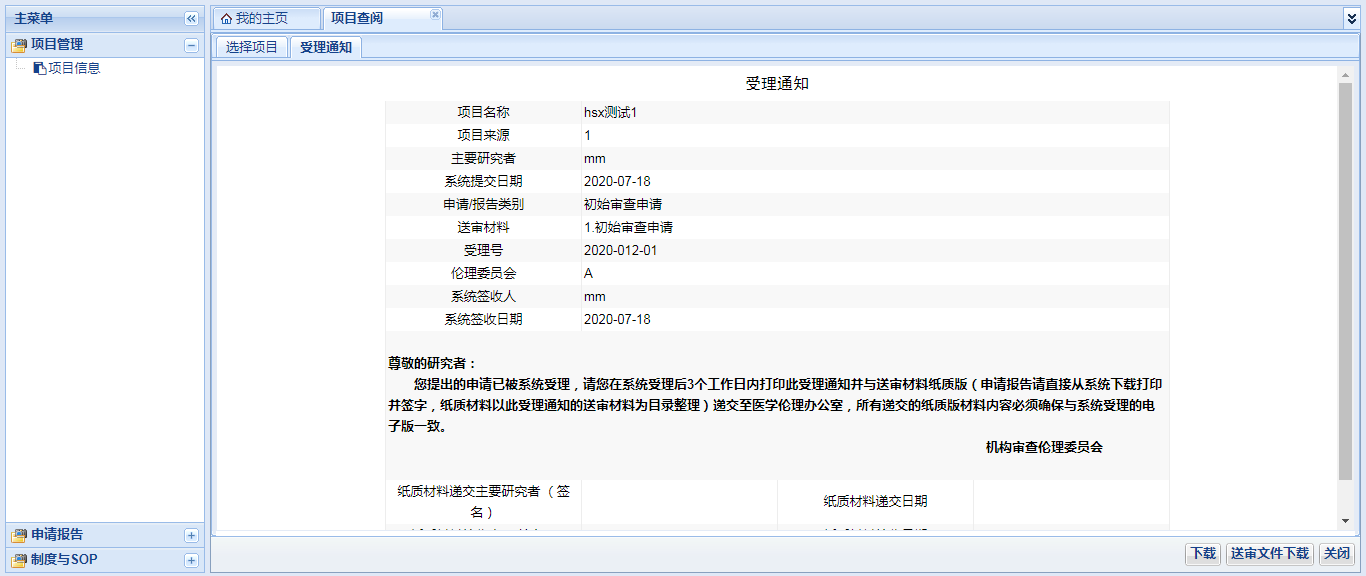 主菜单
项目管理
项目信息
申请报告
制度与SOP
我的主页
项目查阅
选择项目
受理通知
受理通知
项目名称 hsx测试1
项目来源 1
主要研究者 mm
系统提交日期 2020-07-18
申请/报告类别 初始审查申请
送审材料 1.初始审查申请
受理号 2020-012-01
伦理委员会 A
系统签收人 mm
系统签收日期 2020-07-18
尊敬的研究者：
您提出的申请已被系统受理，请您在系统受理后3个工作日内打印此受理通知并与送审材料纸质版（申请报告请直接从系统下载打印
并签字，纸质材料以此受理通知的送审材料为目录整理）递交至医学伦理办公室，所有递交的纸质版材料内容必须确保与系统受理的电
子版一致。
机构审查伦理委员会
纸质材料递交主要研究者（签
名） 纸质材料递交日期
下载 送审文件下载 关闭